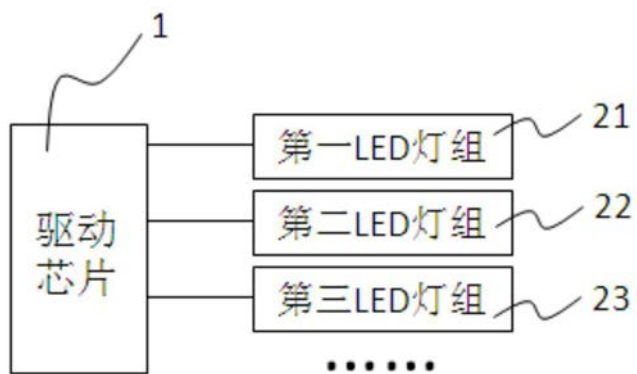 1
第一LED灯组
21
驱动
芯片
第二LED灯组
22
第三LED灯组
23
......